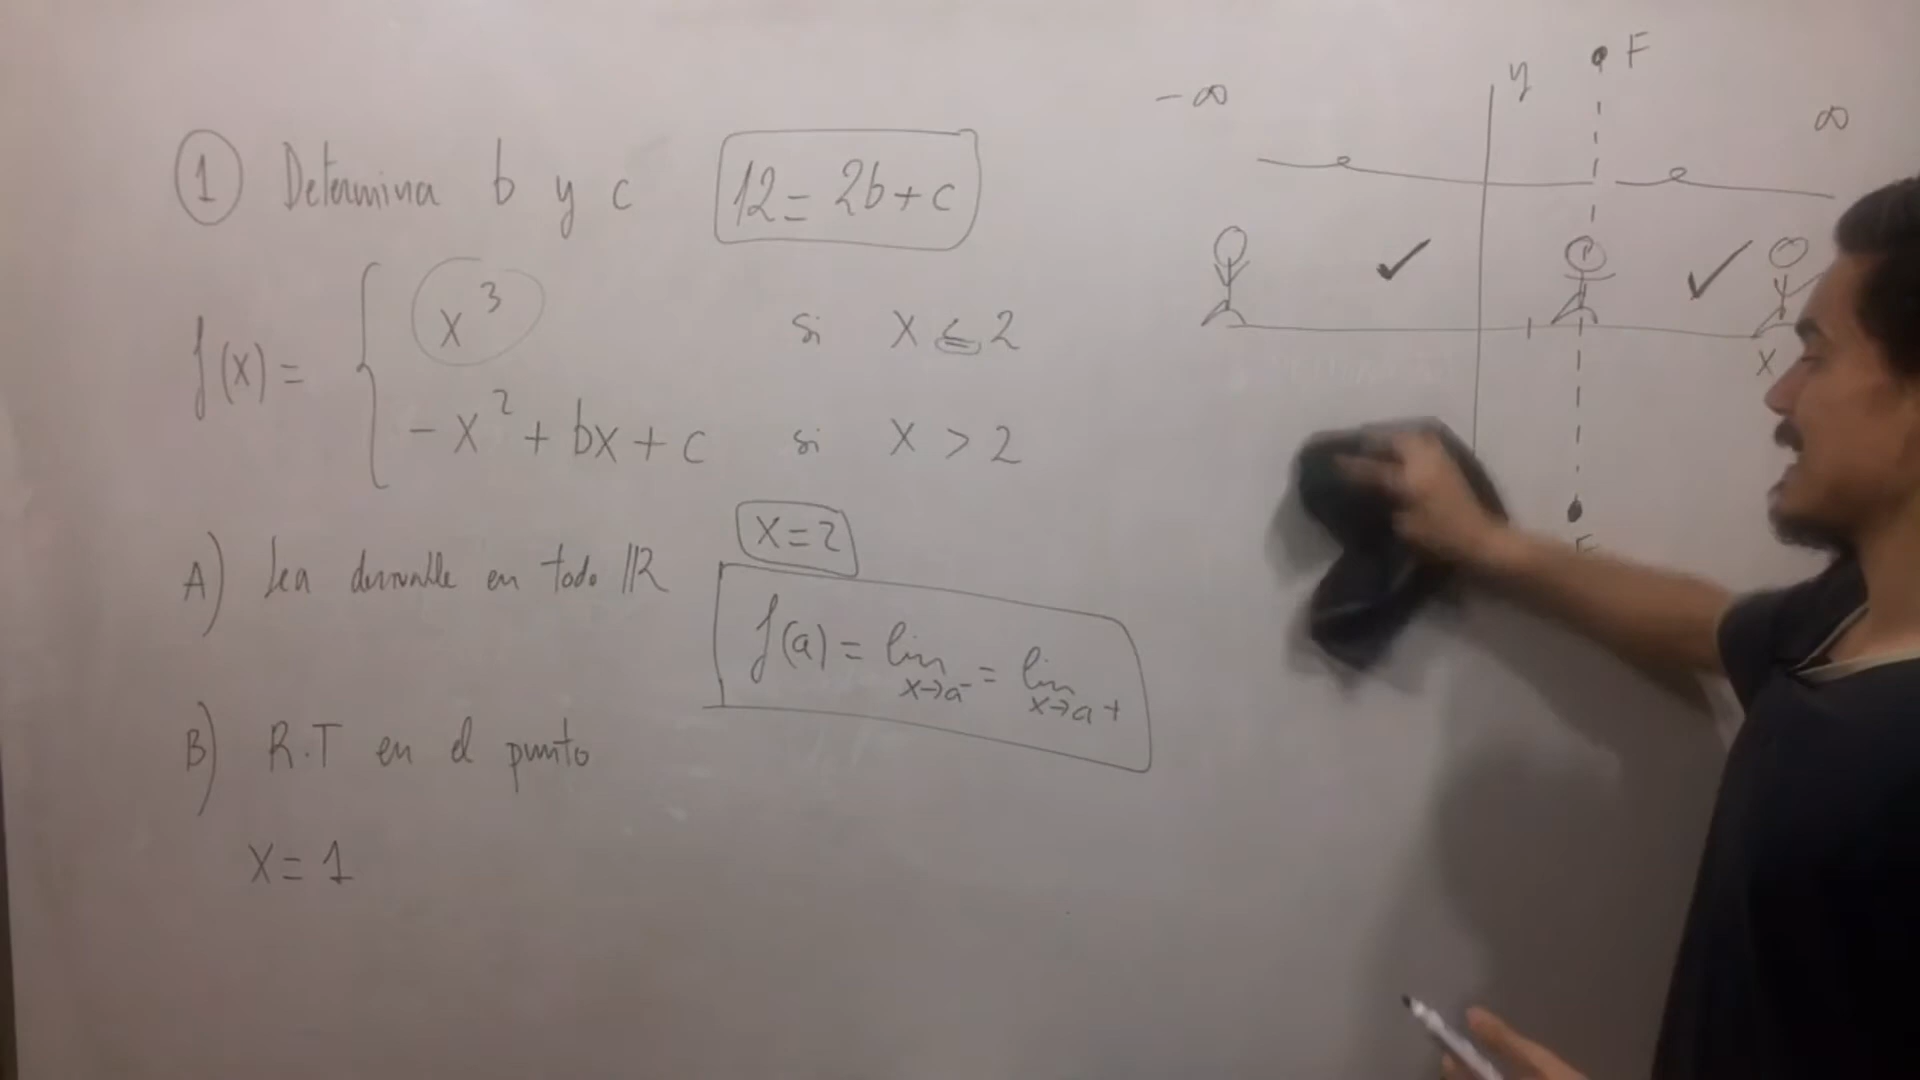 ① Determina b y c
12 = 2b + c
f(x) = { x³ si x ≤ 2
-x² + bx + c si x > 2
A) Sea derivable en todo ℝ
x = 2
f(a) = lim x→a⁻ = lim x→a⁺
B) R.T en el punto
x = 1
-∞
y
F
∞
x